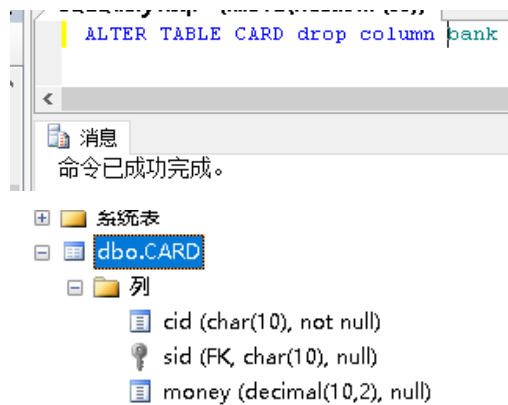 ALTER TABLE CARD drop column bank
消息
命令已成功完成。
系统表
dbo.CARD
列
cid (char(10), not null)
sid (FK, char(10), null)
money (decimal(10,2), null)